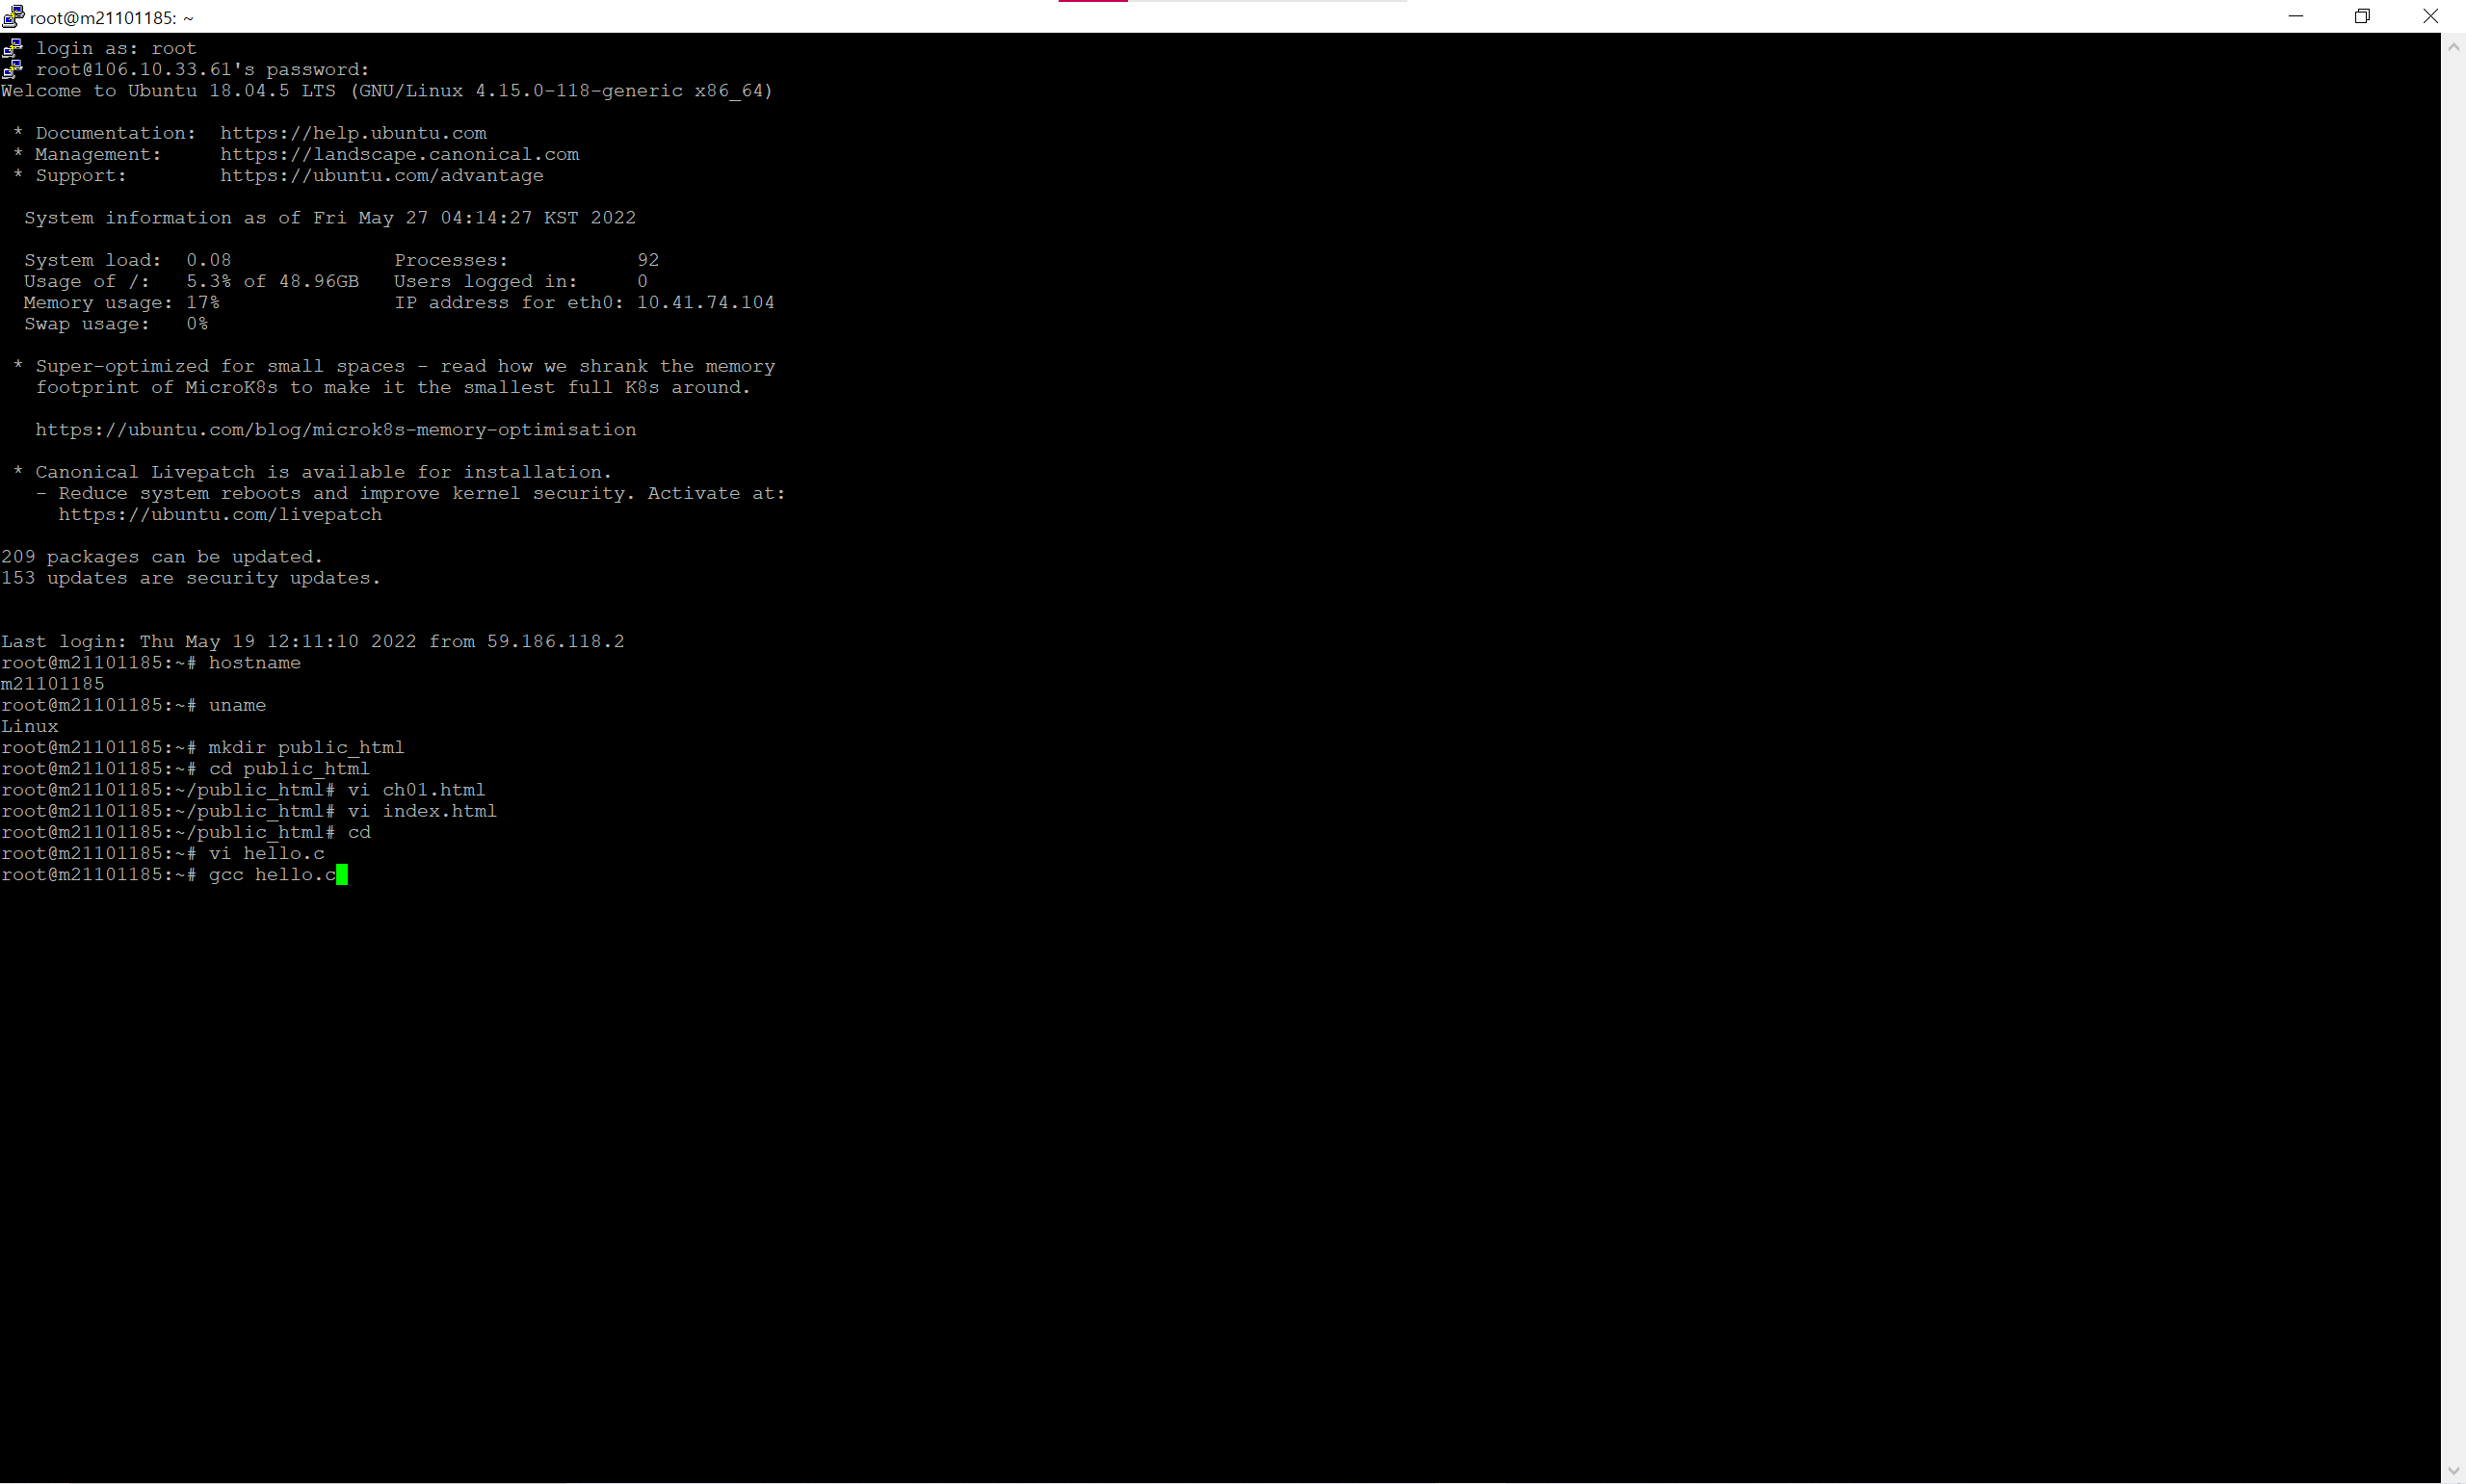 root@m21101185: ~
login as: root
root@106.10.33.61's password:
Welcome to Ubuntu 18.04.5 LTS (GNU/Linux 4.15.0-118-generic x86_64)
* Documentation:  https://help.ubuntu.com
* Management:     https://landscape.canonical.com
* Support:        https://ubuntu.com/advantage
System information as of Fri May 27 04:14:27 KST 2022
System load:  0.08              Processes:           92
Usage of /:   5.3% of 48.96GB   Users logged in:     0
Memory usage: 17%               IP address for eth0: 10.41.74.104
Swap usage:   0%
* Super-optimized for small spaces - read how we shrank the memory
footprint of MicroK8s to make it the smallest full K8s around.
https://ubuntu.com/blog/microk8s-memory-optimisation
* Canonical Livepatch is available for installation.
- Reduce system reboots and improve kernel security. Activate at:
https://ubuntu.com/livepatch
209 packages can be updated.
153 updates are security updates.
Last login: Thu May 19 12:11:10 2022 from 59.186.118.2
root@m21101185:~# hostname
m21101185
root@m21101185:~# uname
Linux
root@m21101185:~# mkdir public_html
root@m21101185:~# cd public_html
root@m21101185:~/public_html# vi ch01.html
root@m21101185:~/public_html# vi index.html
root@m21101185:~/public_html# cd
root@m21101185:~# vi hello.c
root@m21101185:~# gcc hello.c